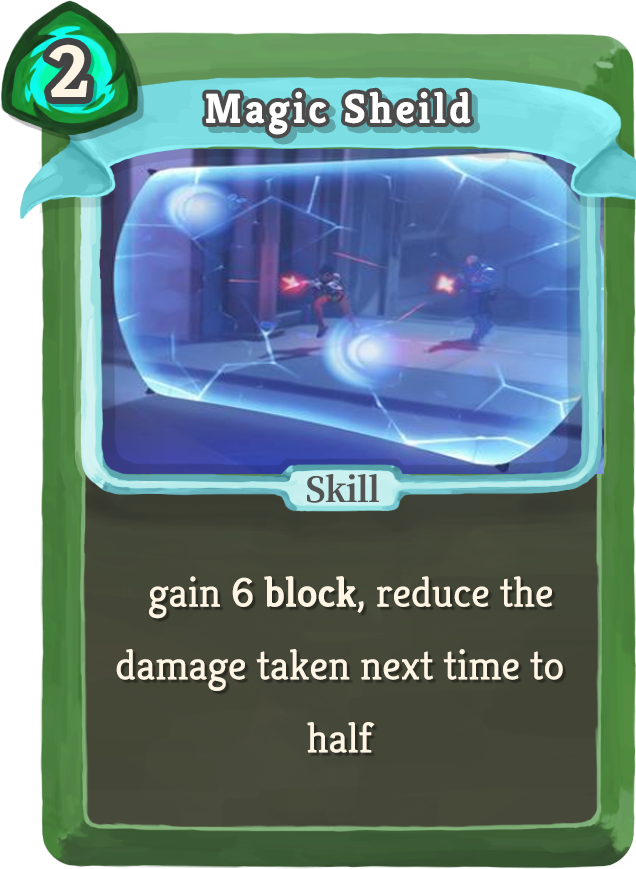 2
Magic Sheild
Skill
gain 6 block, reduce the
damage taken next time to
half